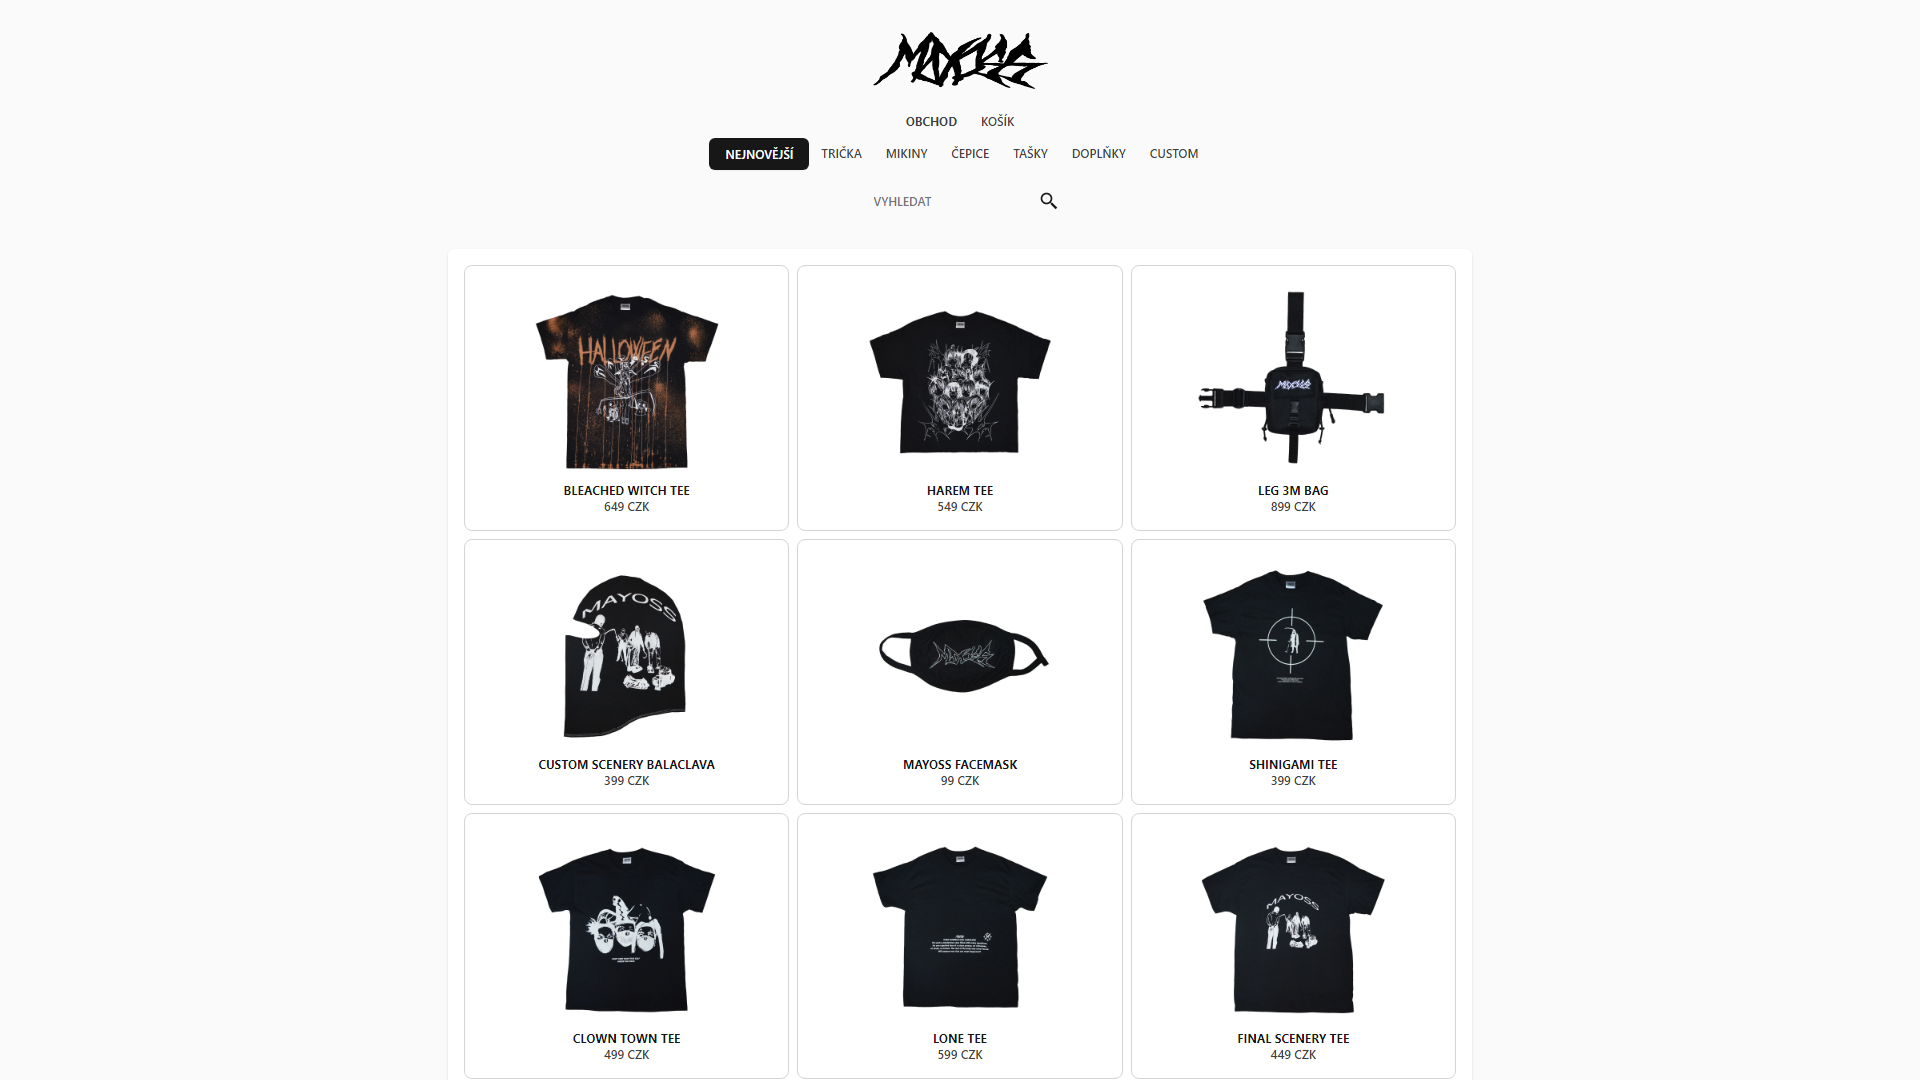 MAYOSS
OBCHOD KOŠÍK
NEJNOVĚJŠÍ TRIČKA MIKINY ČEPICE TAŠKY DOPLŇKY CUSTOM
VYHLEDAT
HALLOWEEN
BLEACHED WITCH TEE
649 CZK
HAREM TEE
549 CZK
MAYOSS
LEG 3M BAG
899 CZK
MAYOSS
CUSTOM SCENERY BALACLAVA
399 CZK
MAYOSS
MAYOSS FACEMASK
99 CZK
SHINIGAMI TEE
399 CZK
CLOWN TOWN TEE
499 CZK
LONE TEE
599 CZK
MAYOSS
FINAL SCENERY TEE
449 CZK